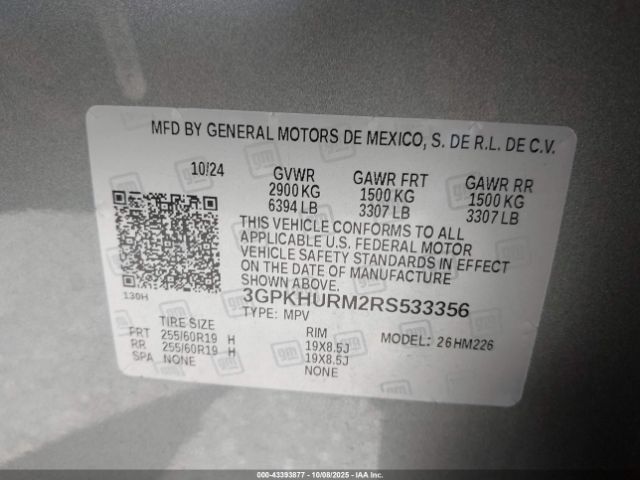 MFD BY GENERAL MOTORS DE MEXICO, S. DE R.L. DE C.V.
10/24 GVWR GAWR FRT GAWR RR
2900 KG 1500 KG 1500 KG
6394 LB 3307 LB 3307 LB
THIS VEHICLE CONFORMS TO ALL
APPLICABLE U.S. FEDERAL MOTOR
VEHICLE SAFETY STANDARDS IN EFFECT
ON THE DATE OF MANUFACTURE
SHOWN ABOVE.
130H
3GPKHURM2RS533356
TYPE: MPV
TIRE SIZE RIM MODEL: 26HM226
FRT 255/60R19 H 19X8.5J
RR 255/60R19 H 19X8.5J
SPA NONE NONE
000-43393877 - 10/08/2025 - IAA Inc.